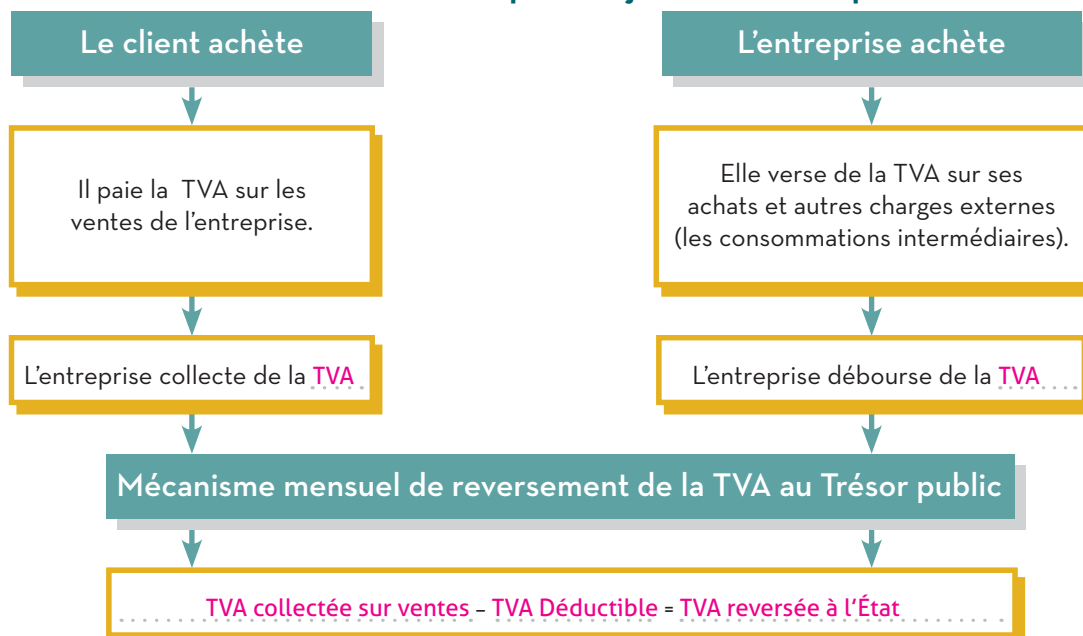 Le client achète
L'entreprise achète
Il paie la TVA sur les
ventes de l'entreprise.
Elle verse de la TVA sur ses
achats et autres charges externes
(les consommations intermédiaires).
L'entreprise collecte de la TVA
L'entreprise débourse de la TVA
Mécanisme mensuel de reversement de la TVA au Trésor public
TVA collectée sur ventes – TVA Déductible = TVA reversée à l'État